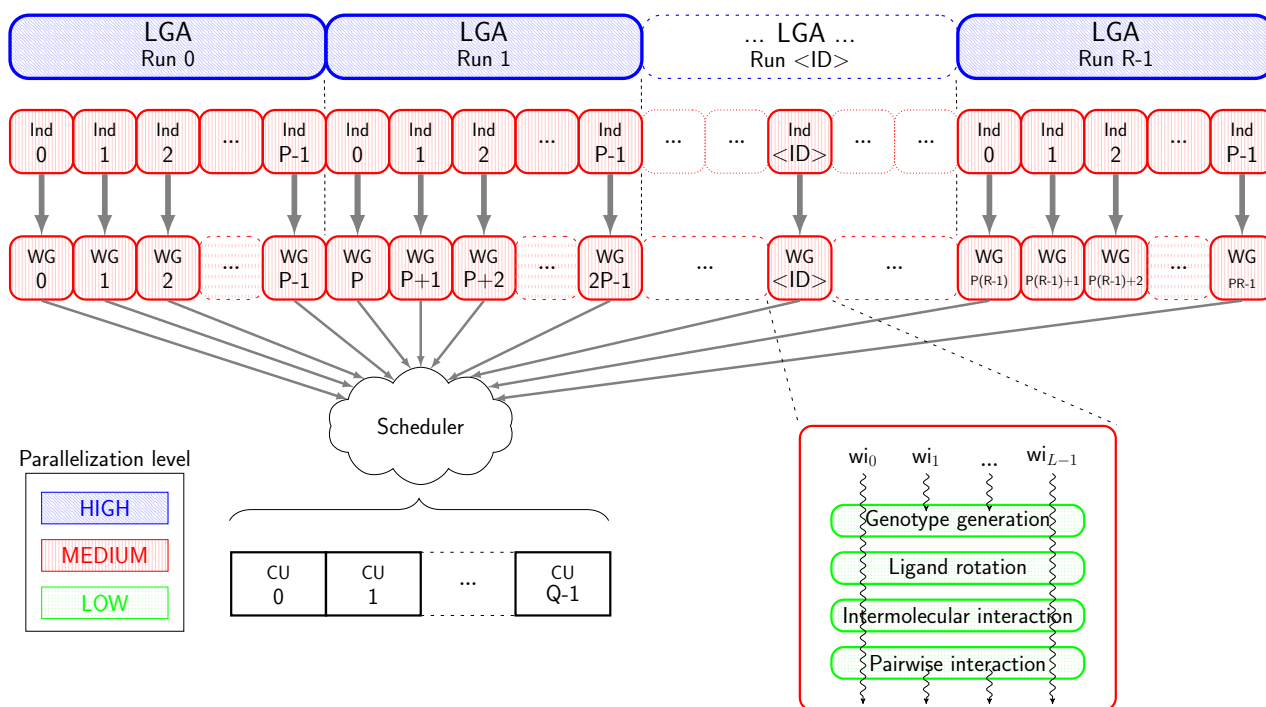 LGA LGA ... LGA ... LGA
Run 0 Run 1 Run <ID> Run R-1
Ind Ind Ind ... Ind Ind Ind Ind ... Ind ... ... Ind ... ... Ind Ind Ind ... Ind
0 1 2 P-1 0 1 2 P-1 <ID> 0 1 2 P-1
WG WG WG ... WG WG WG WG ... WG ... WG ... WG WG WG ... WG
0 1 2 P-1 P P+1 P+2 2P-1 <ID> P(R-1) P(R-1)+1 P(R-1)+2 PR-1
Scheduler
Parallelization level
HIGH
MEDIUM
LOW
CU CU ... CU
0 1 Q-1
wi0 wi1 ... wiL−1
Genotype generation
Ligand rotation
Intermolecular interaction
Pairwise interaction